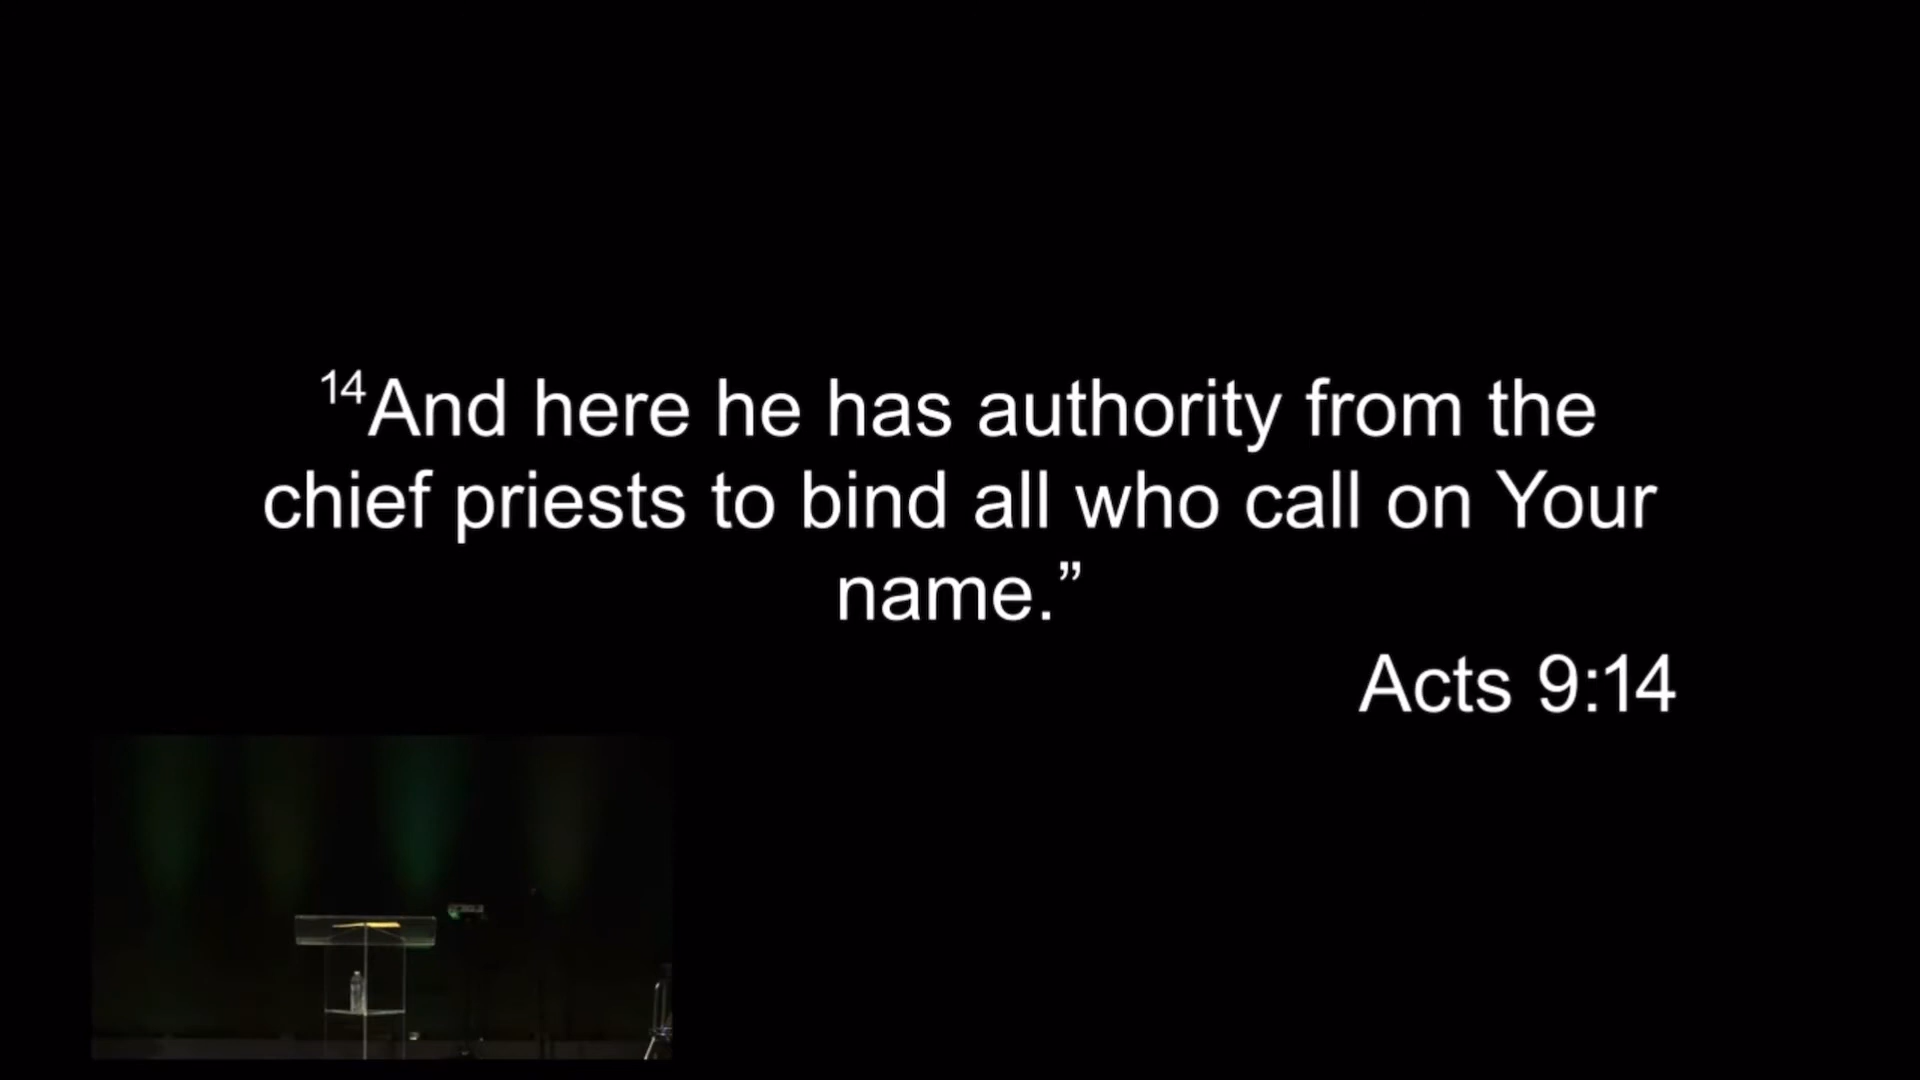 14And here he has authority from the
chief priests to bind all who call on Your
name.”
Acts 9:14